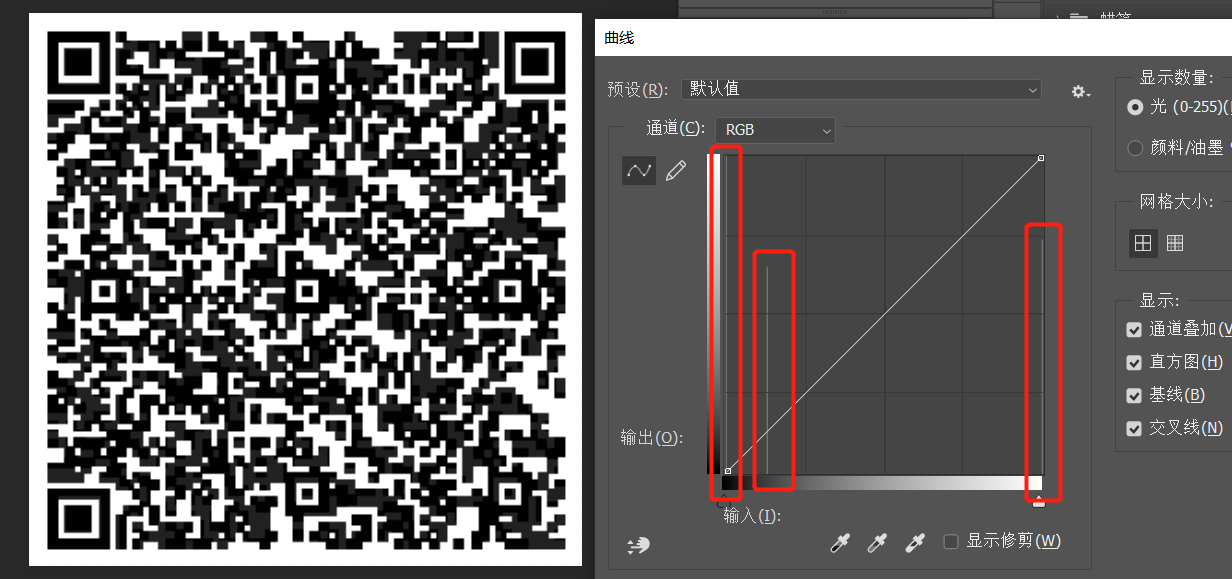 曲线
预设(R): 默认值
通道(C): RGB
输出(O):
输入(I):
显示修剪(W)
显示数量:
光 (0-255)(
颜料/油墨
网格大小:
显示:
通道叠加(V
直方图(H)
基线(B)
交叉线(N)